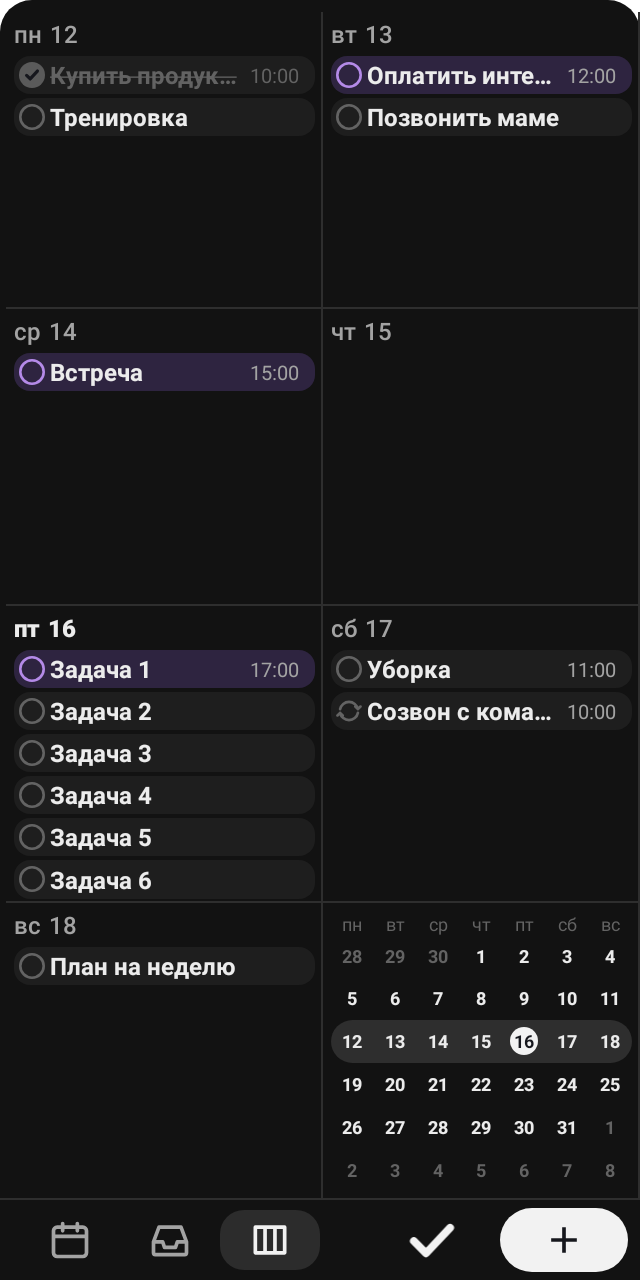 пн 12
Купить продук... 10:00
Тренировка
вт 13
Оплатить инте... 12:00
Позвонить маме
ср 14
Встреча 15:00
чт 15
пт 16
Задача 1 17:00
Задача 2
Задача 3
Задача 4
Задача 5
Задача 6
сб 17
Уборка 11:00
Созвон с кома... 10:00
вс 18
План на неделю
пн вт ср чт пт сб вс
28 29 30 1 2 3 4
5 6 7 8 9 10 11
12 13 14 15 16 17 18
19 20 21 22 23 24 25
26 27 28 29 30 31 1
2 3 4 5 6 7 8